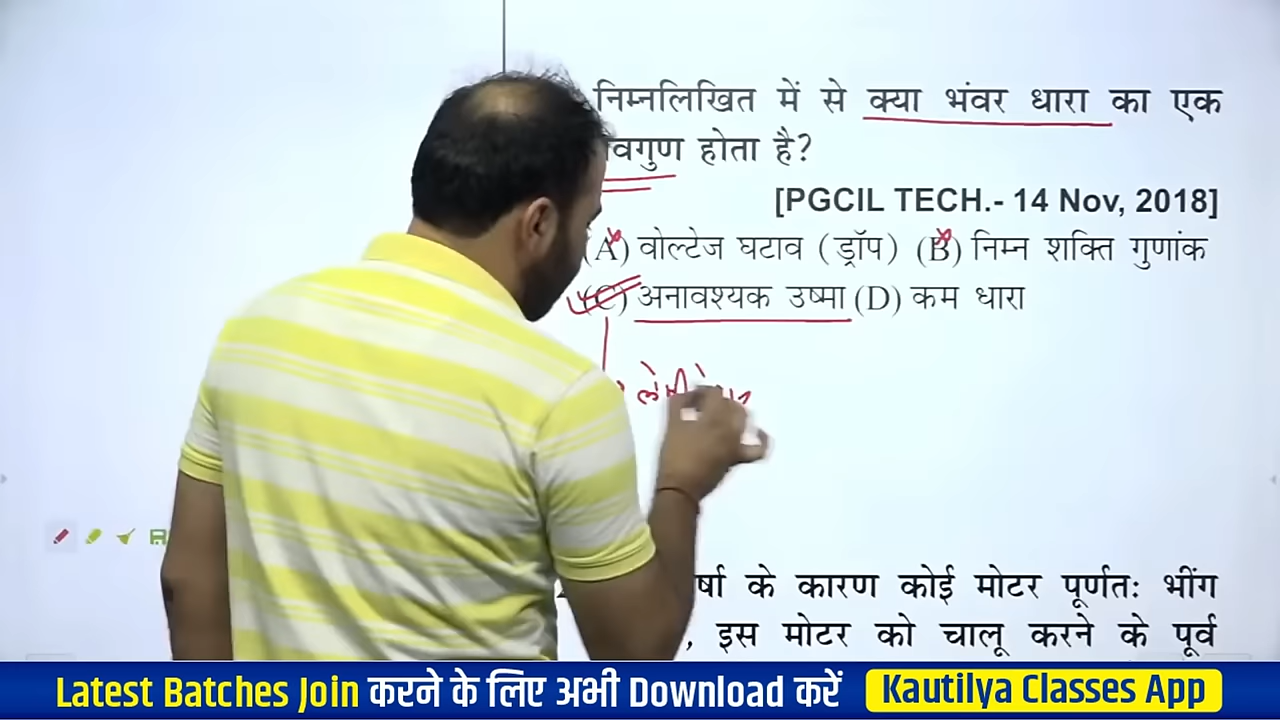 निम्नलिखित में से क्या भंवर धारा का एक
वगुण होता है?
[PGCIL TECH.- 14 Nov, 2018]
(A) वोल्टेज घटाव (ड्रॉप) (B) निम्न शक्ति गुणांक
(C) अनावश्यक उष्मा (D) कम धारा
र्षा के कारण कोई मोटर पूर्णतः भींग
, इस मोटर को चालू करने के पूर्व
Latest Batches Join करने के लिए अभी Download करें Kautilya Classes App